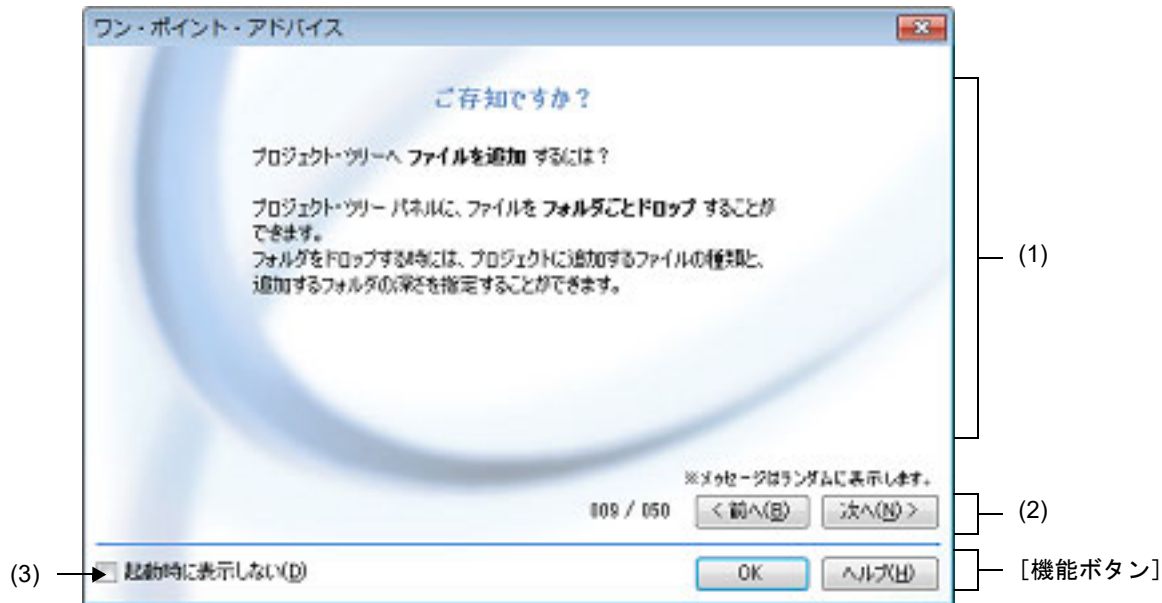 ワン・ポイント・アドバイス
ご存知ですか？
プロジェクト・ツリーへ ファイルを追加 するには？
プロジェクト・ツリー パネルに、ファイルを フォルダごとドロップ することが
できます。
フォルダをドロップする時には、プロジェクトに追加するファイルの種類と、
追加するフォルダの深さを指定することができます。
(1)
※メッセージはランダムに表示します。
009 / 050
< 前へ(B)
次へ(N) >
(2)
(3)
起動時に表示しない(D)
OK
ヘルプ(H)
［機能ボタン］